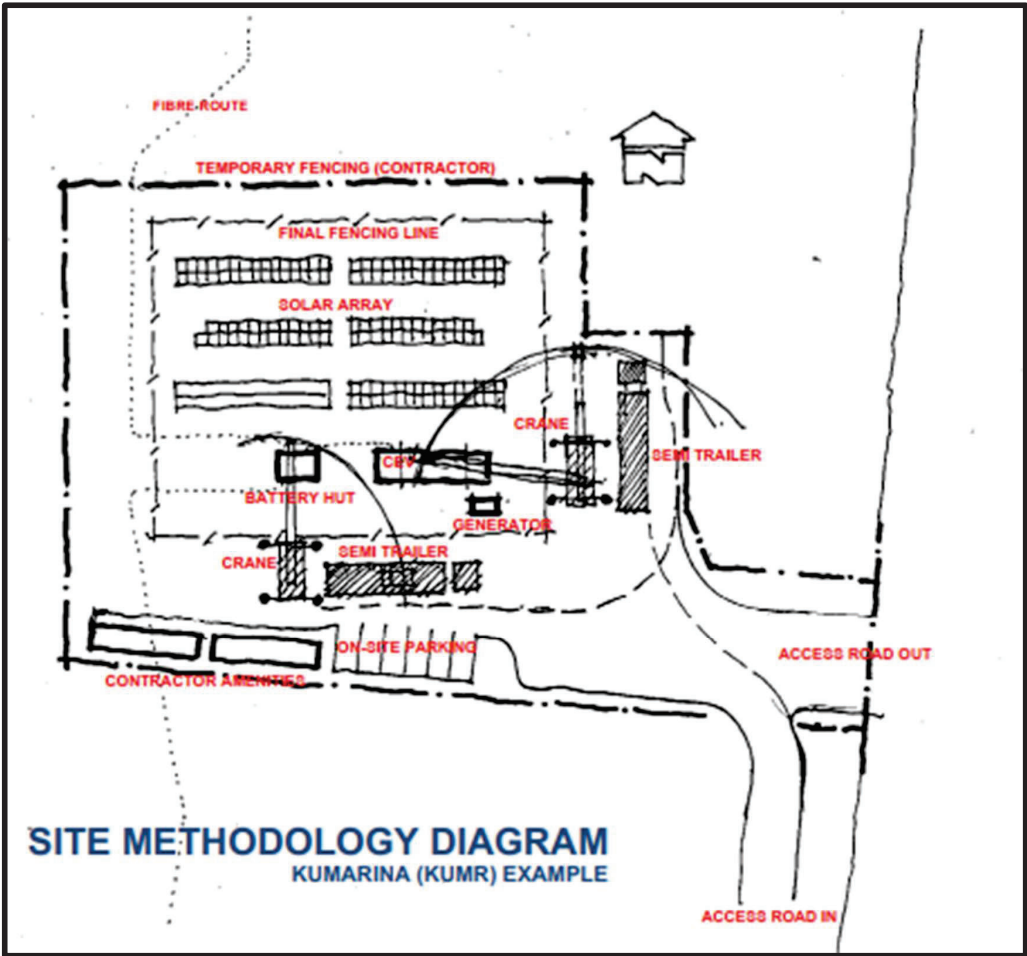 FIBRE ROUTE
TEMPORARY FENCING (CONTRACTOR)
FINAL FENCING LINE
SOLAR ARRAY
CRANE
SEMI TRAILER
CEV
BATTERY HUT
GENERATOR
SEMI TRAILER
CRANE
ON-SITE PARKING
ACCESS ROAD OUT
CONTRACTOR AMENITIES
SITE METHODOLOGY DIAGRAM
KUMARINA (KUMR) EXAMPLE
ACCESS ROAD IN